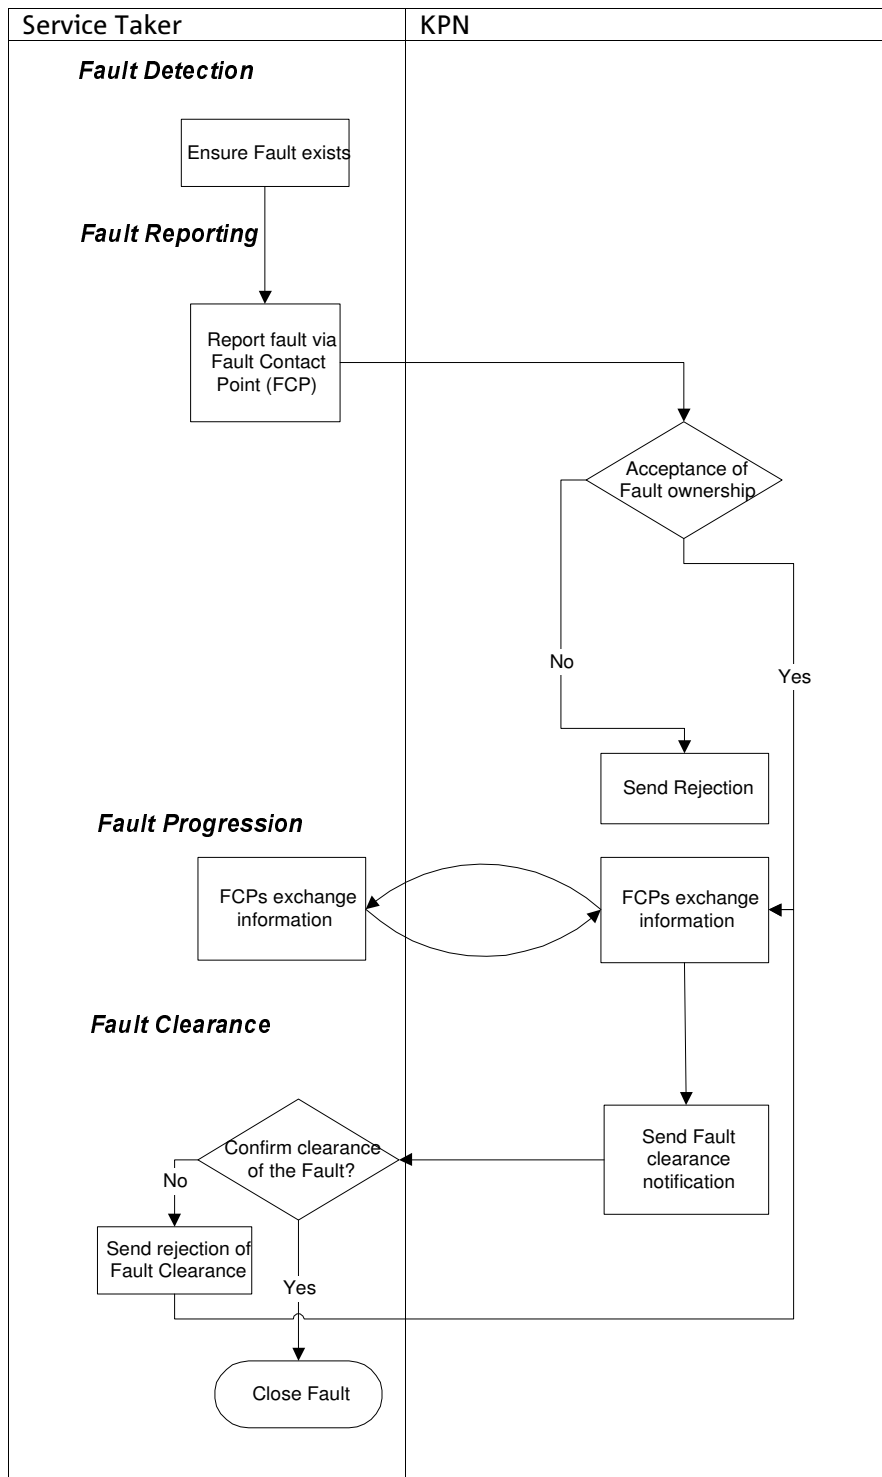 Service Taker
KPN
Fault Detection
Ensure Fault exists
Fault Reporting
Report fault via
Fault Contact
Point (FCP)
Acceptance of
Fault ownership
No
Yes
Send Rejection
Fault Progression
FCPs exchange
information
FCPs exchange
information
Fault Clearance
Confirm clearance
of the Fault?
Send Fault
clearance
notification
No
Send rejection of
Fault Clearance
Yes
Close Fault